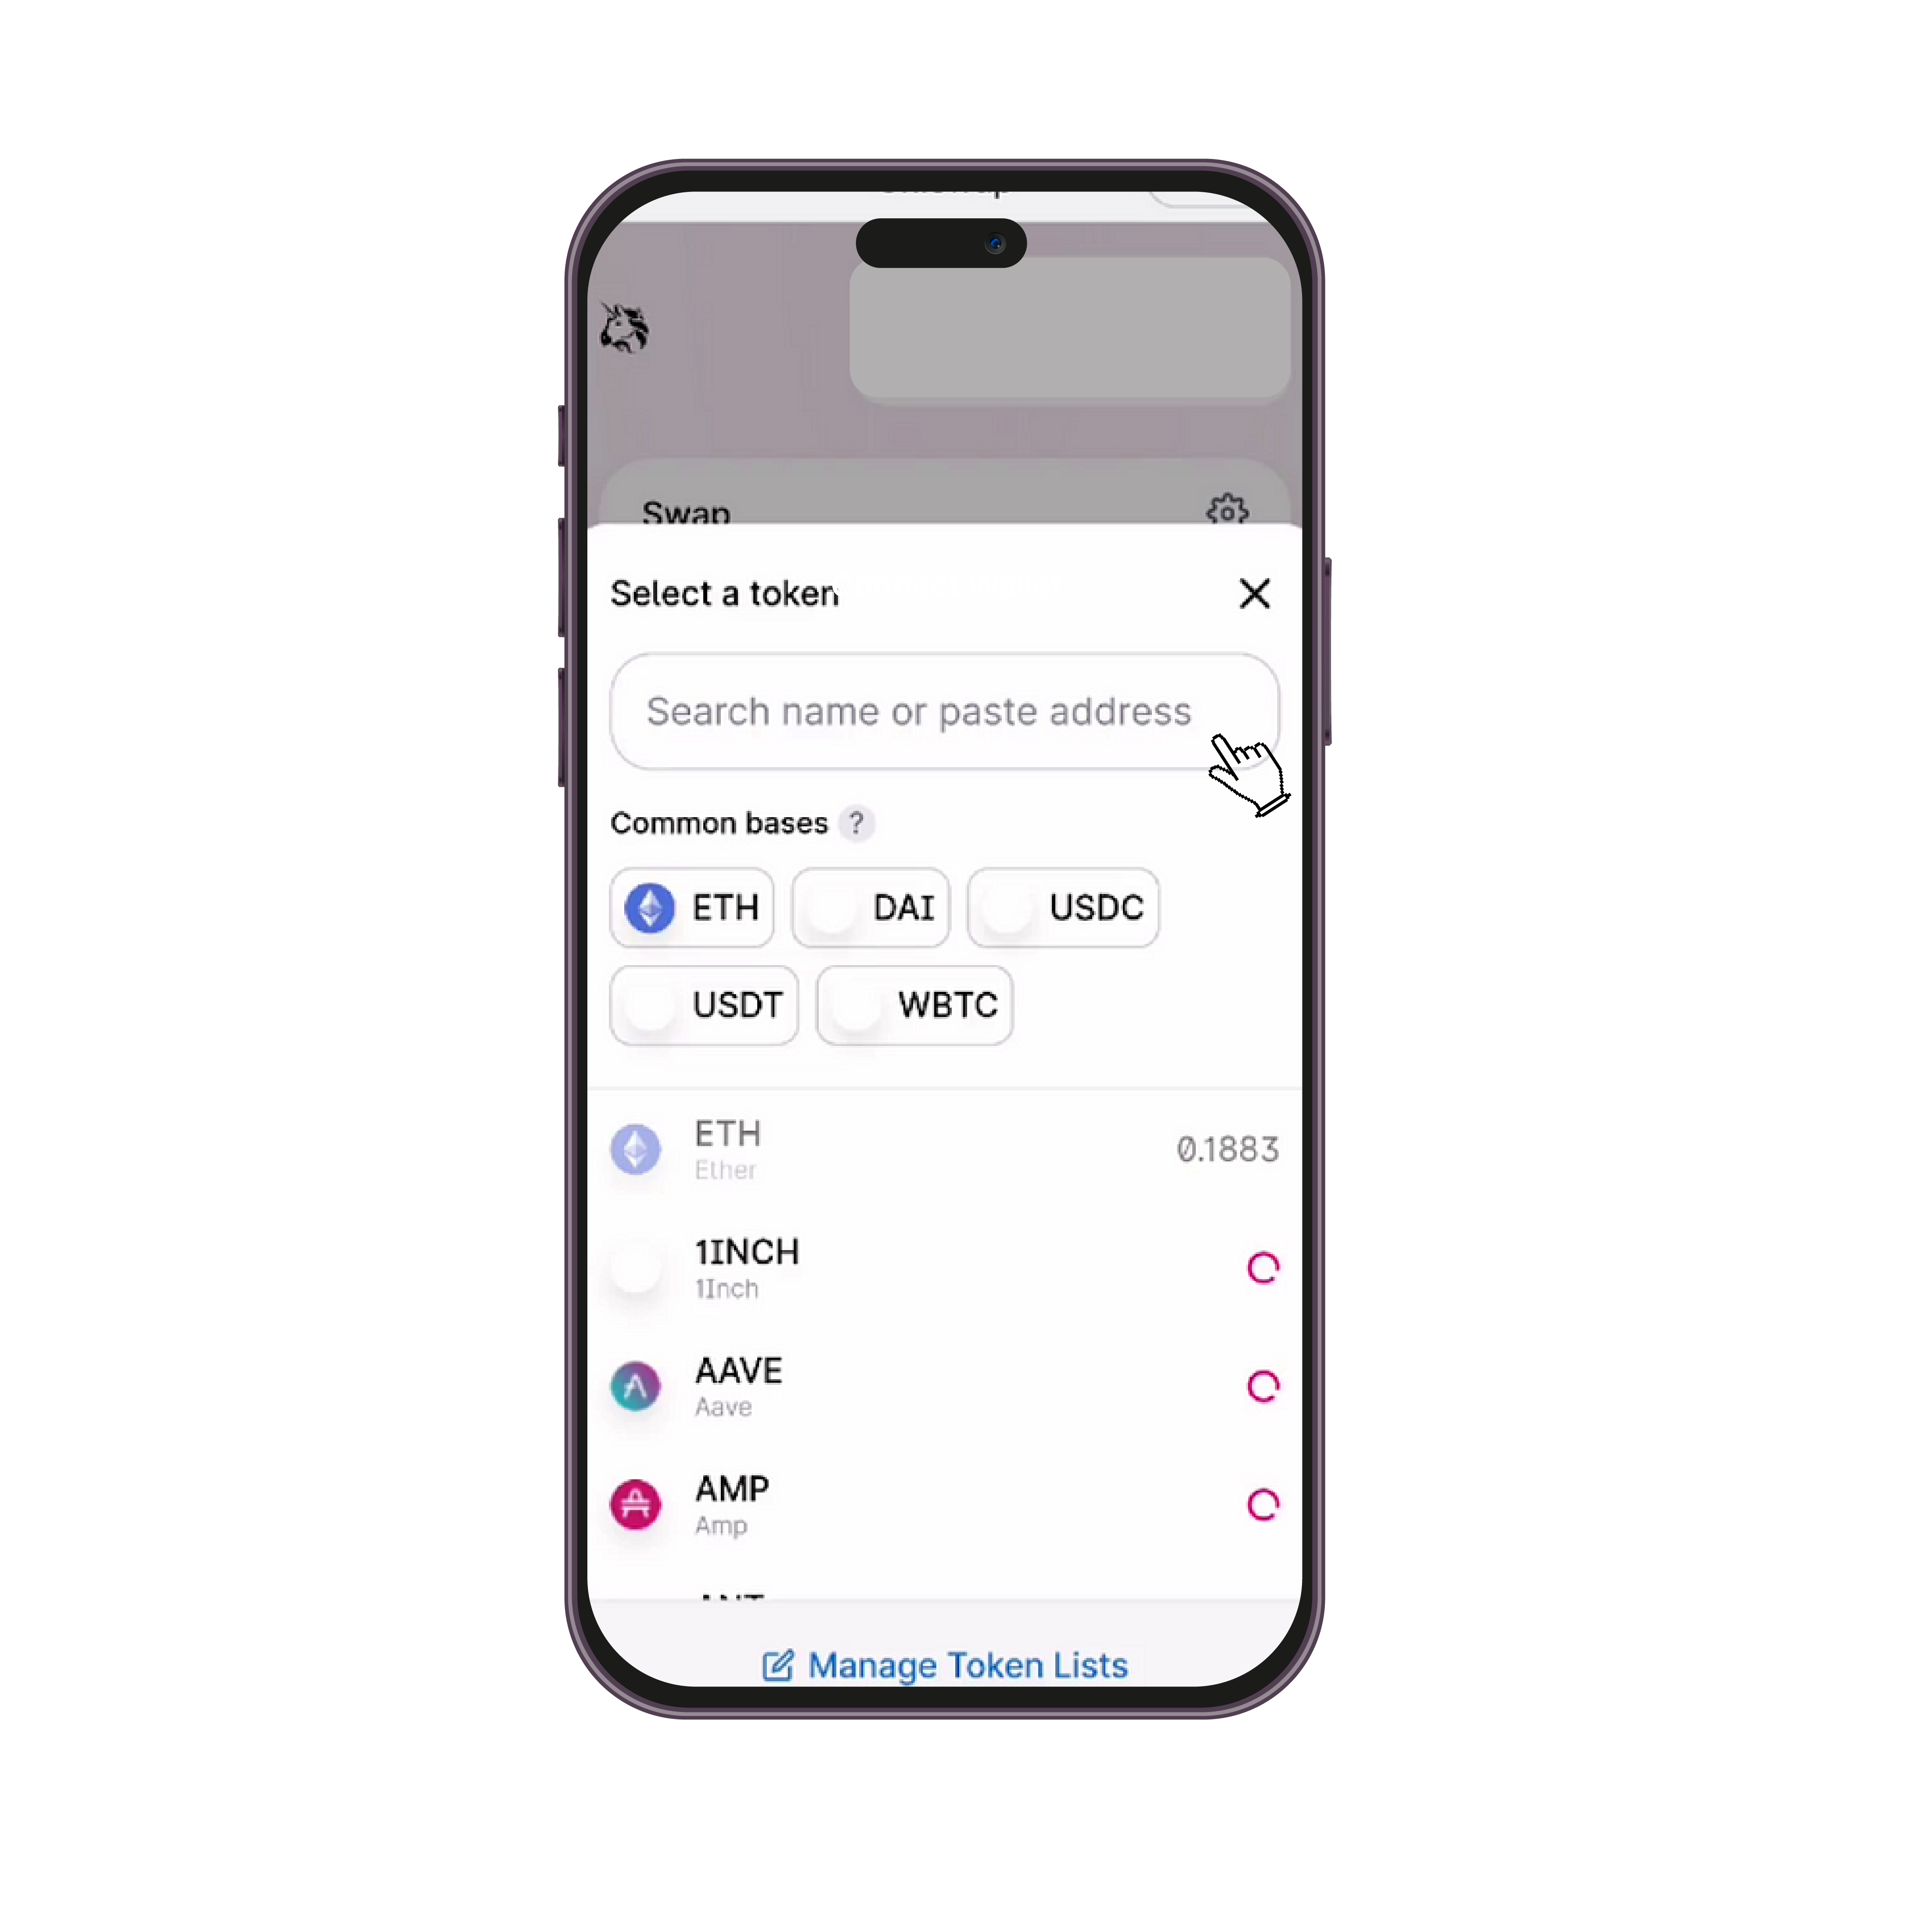 Swap
Select a token
Search name or paste address
Common bases ?
ETH DAI USDC
USDT WBTC
ETH
Ether
0.1883
1INCH
1Inch
AAVE
Aave
AMP
Amp
Manage Token Lists